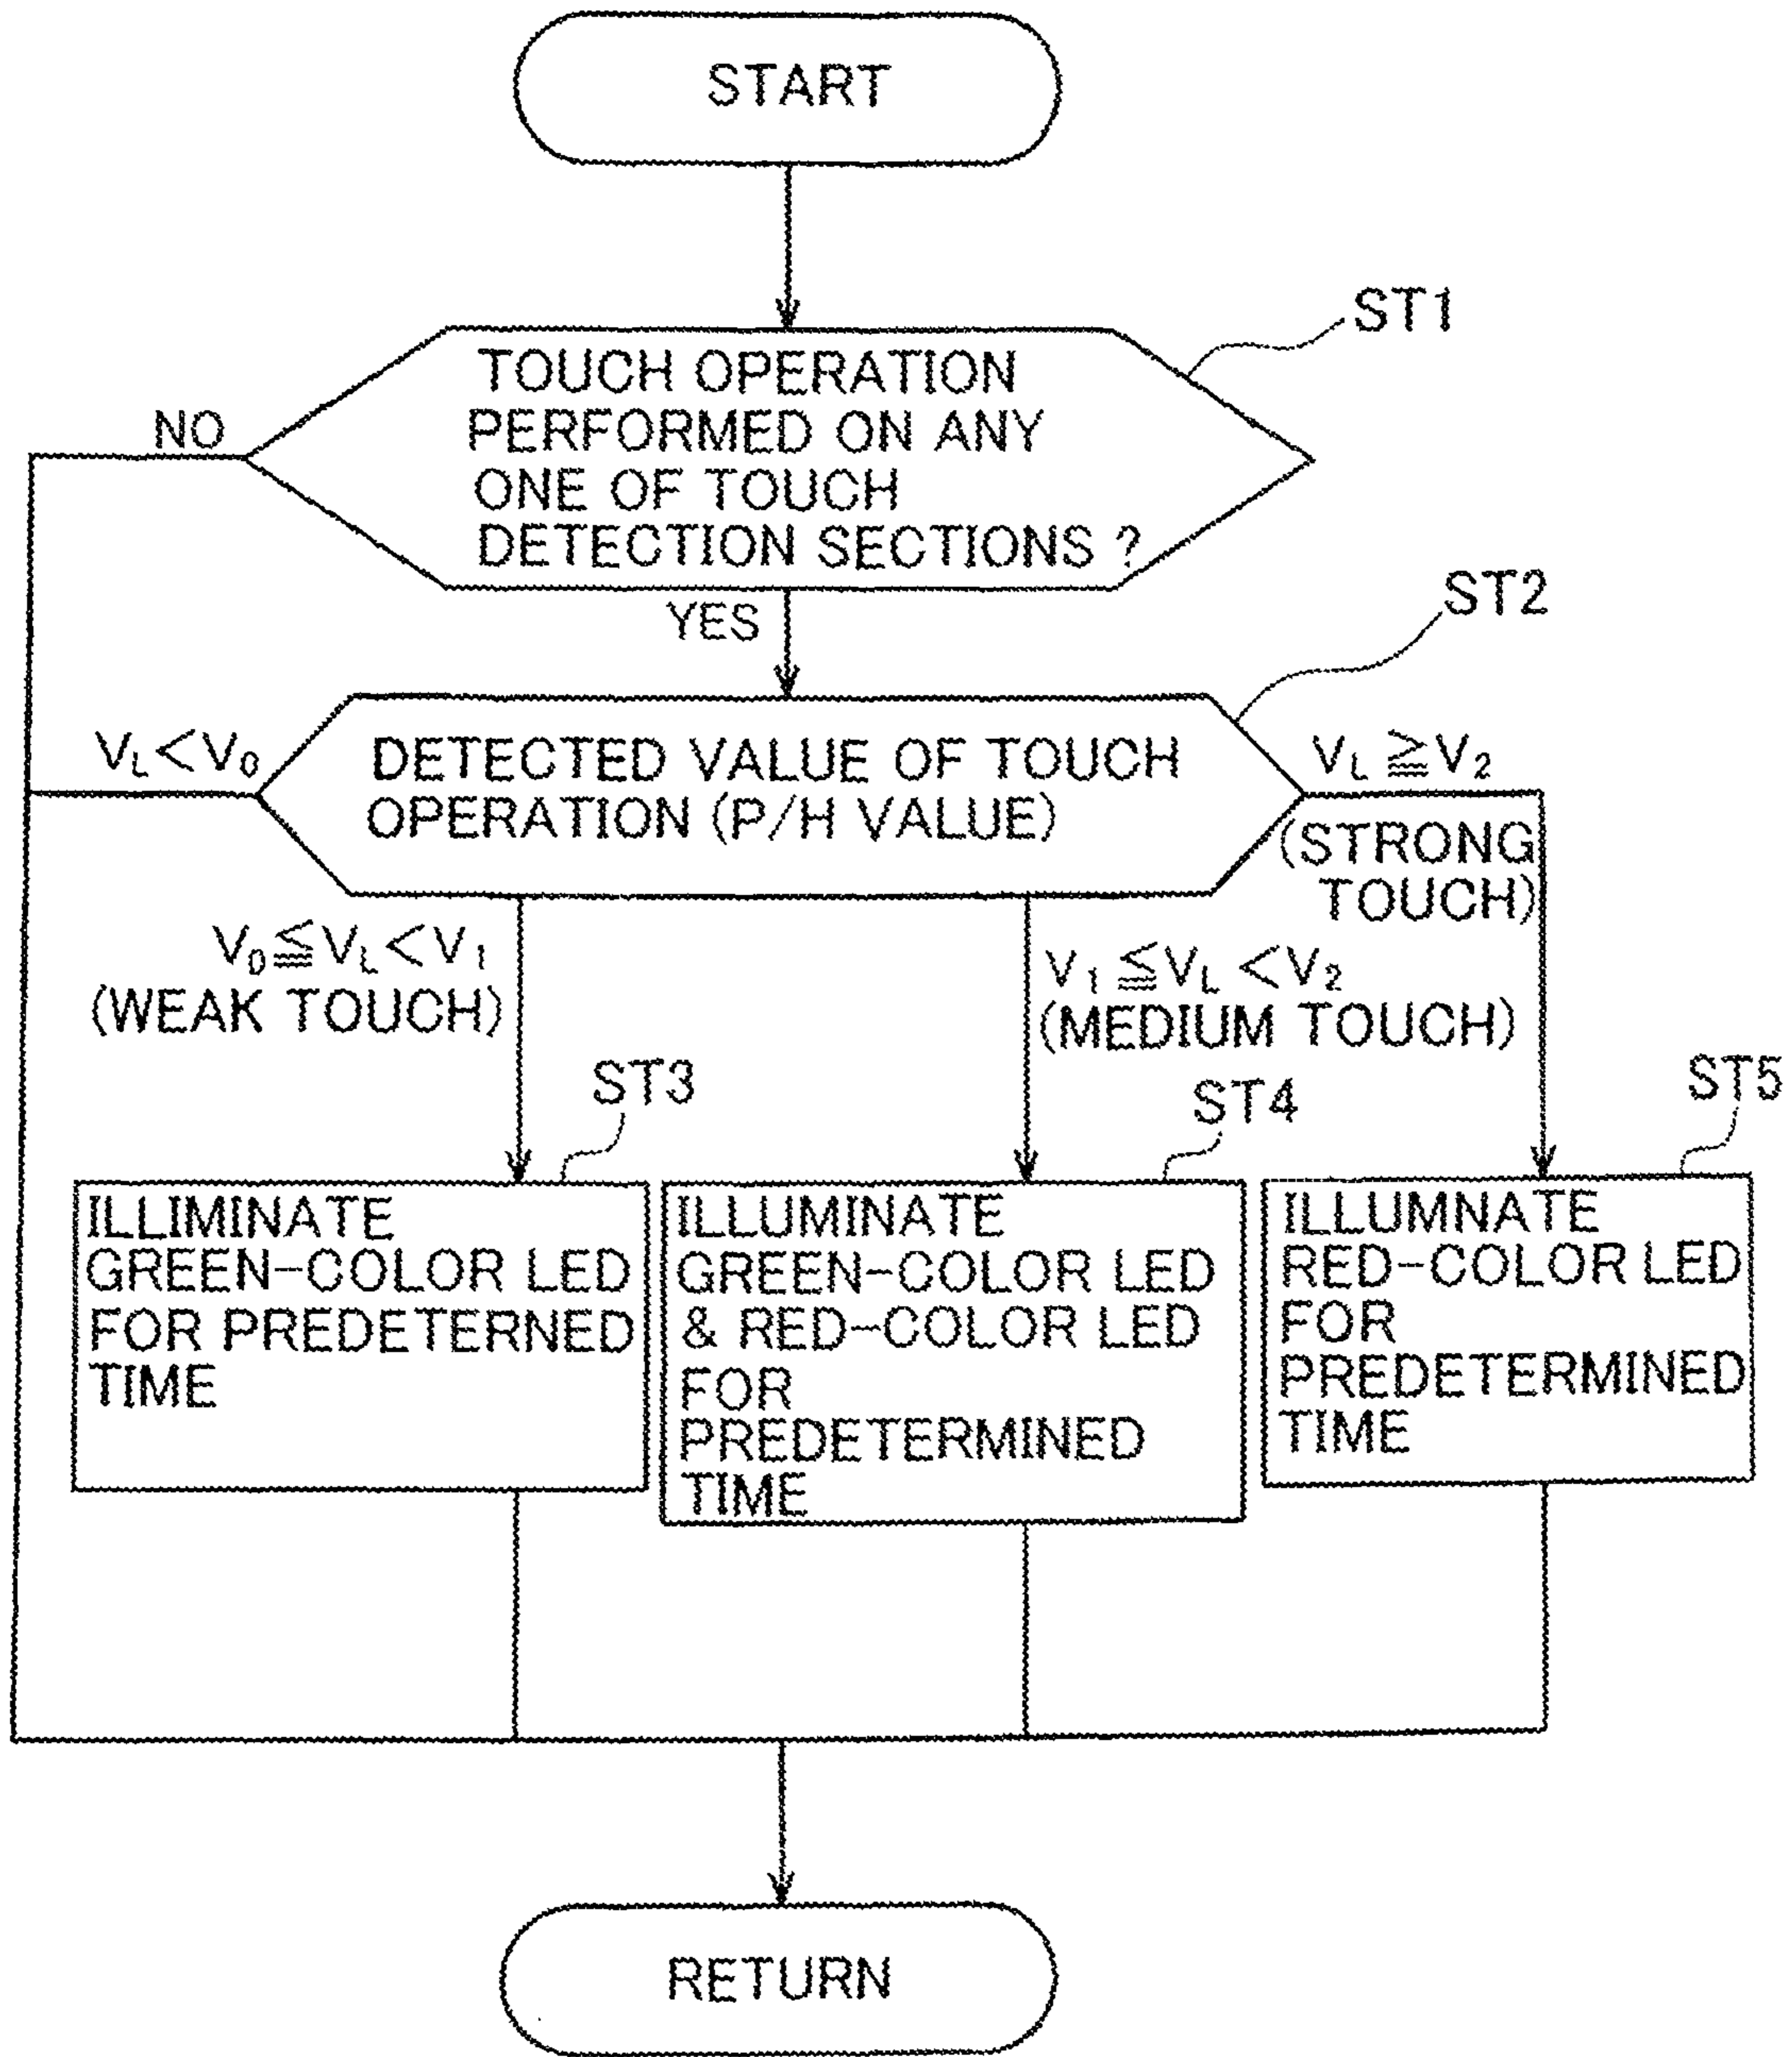 START
ST1
TOUCH OPERATION
PERFORMED ON ANY
ONE OF TOUCH
DETECTION SECTIONS ?
NO
YES
ST2
DETECTED VALUE OF TOUCH
OPERATION (P/H VALUE)
VL<V0
VL≧V2
(STRONG
TOUCH)
V0≦VL<V1
(WEAK TOUCH)
V1≦VL<V2
(MEDIUM TOUCH)
ST3
ILLIMINATE
GREEN-COLOR LED
FOR PREDETERNED
TIME
ST4
ILLUMINATE
GREEN-COLOR LED
& RED-COLOR LED
FOR
PREDETERMINED
TIME
ST5
ILLUMNATE
RED-COLOR LED
FOR
PREDETERMINED
TIME
RETURN